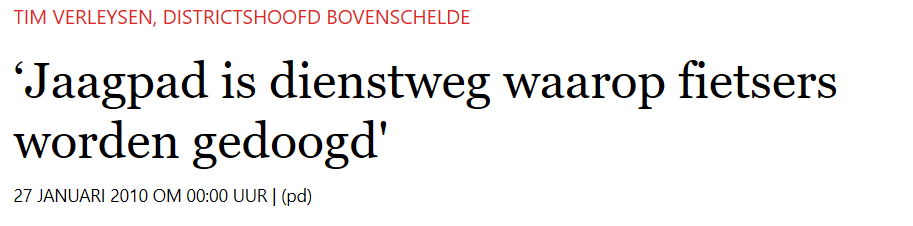 TIM VERLEYSEN, DISTRICTSHOOFD BOVENSCHELDE
‘Jaagpad is dienstweg waarop fietsers
worden gedoogd'
27 JANUARI 2010 OM 00:00 UUR | (pd)